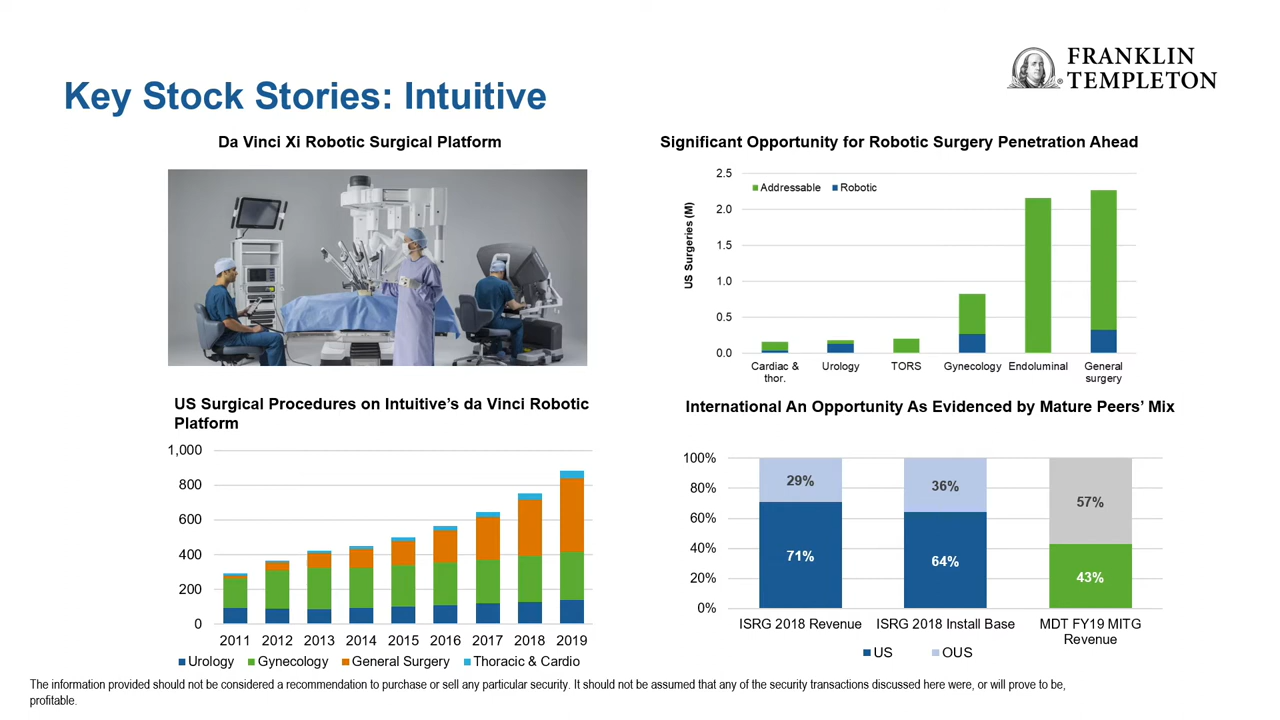 FRANKLIN
TEMPLETON
Key Stock Stories: Intuitive
Da Vinci Xi Robotic Surgical Platform
Significant Opportunity for Robotic Surgery Penetration Ahead
US Surgeries (M)
2.5
2.0
1.5
1.0
0.5
0.0
Addressable Robotic
Cardiac &
thor.
Urology
TORS
Gynecology
Endoluminal
General
surgery
US Surgical Procedures on Intuitive’s da Vinci Robotic
Platform
1,000
800
600
400
200
0
2011 2012 2013 2014 2015 2016 2017 2018 2019
Urology Gynecology General Surgery Thoracic & Cardio
International An Opportunity As Evidenced by Mature Peers’ Mix
100%
80%
60%
40%
20%
0%
29%
71%
36%
64%
57%
43%
ISRG 2018 Revenue
ISRG 2018 Install Base
MDT FY19 MITG
Revenue
US OUS
The information provided should not be considered a recommendation to purchase or sell any particular security. It should not be assumed that any of the security transactions discussed here were, or will prove to be,
profitable.